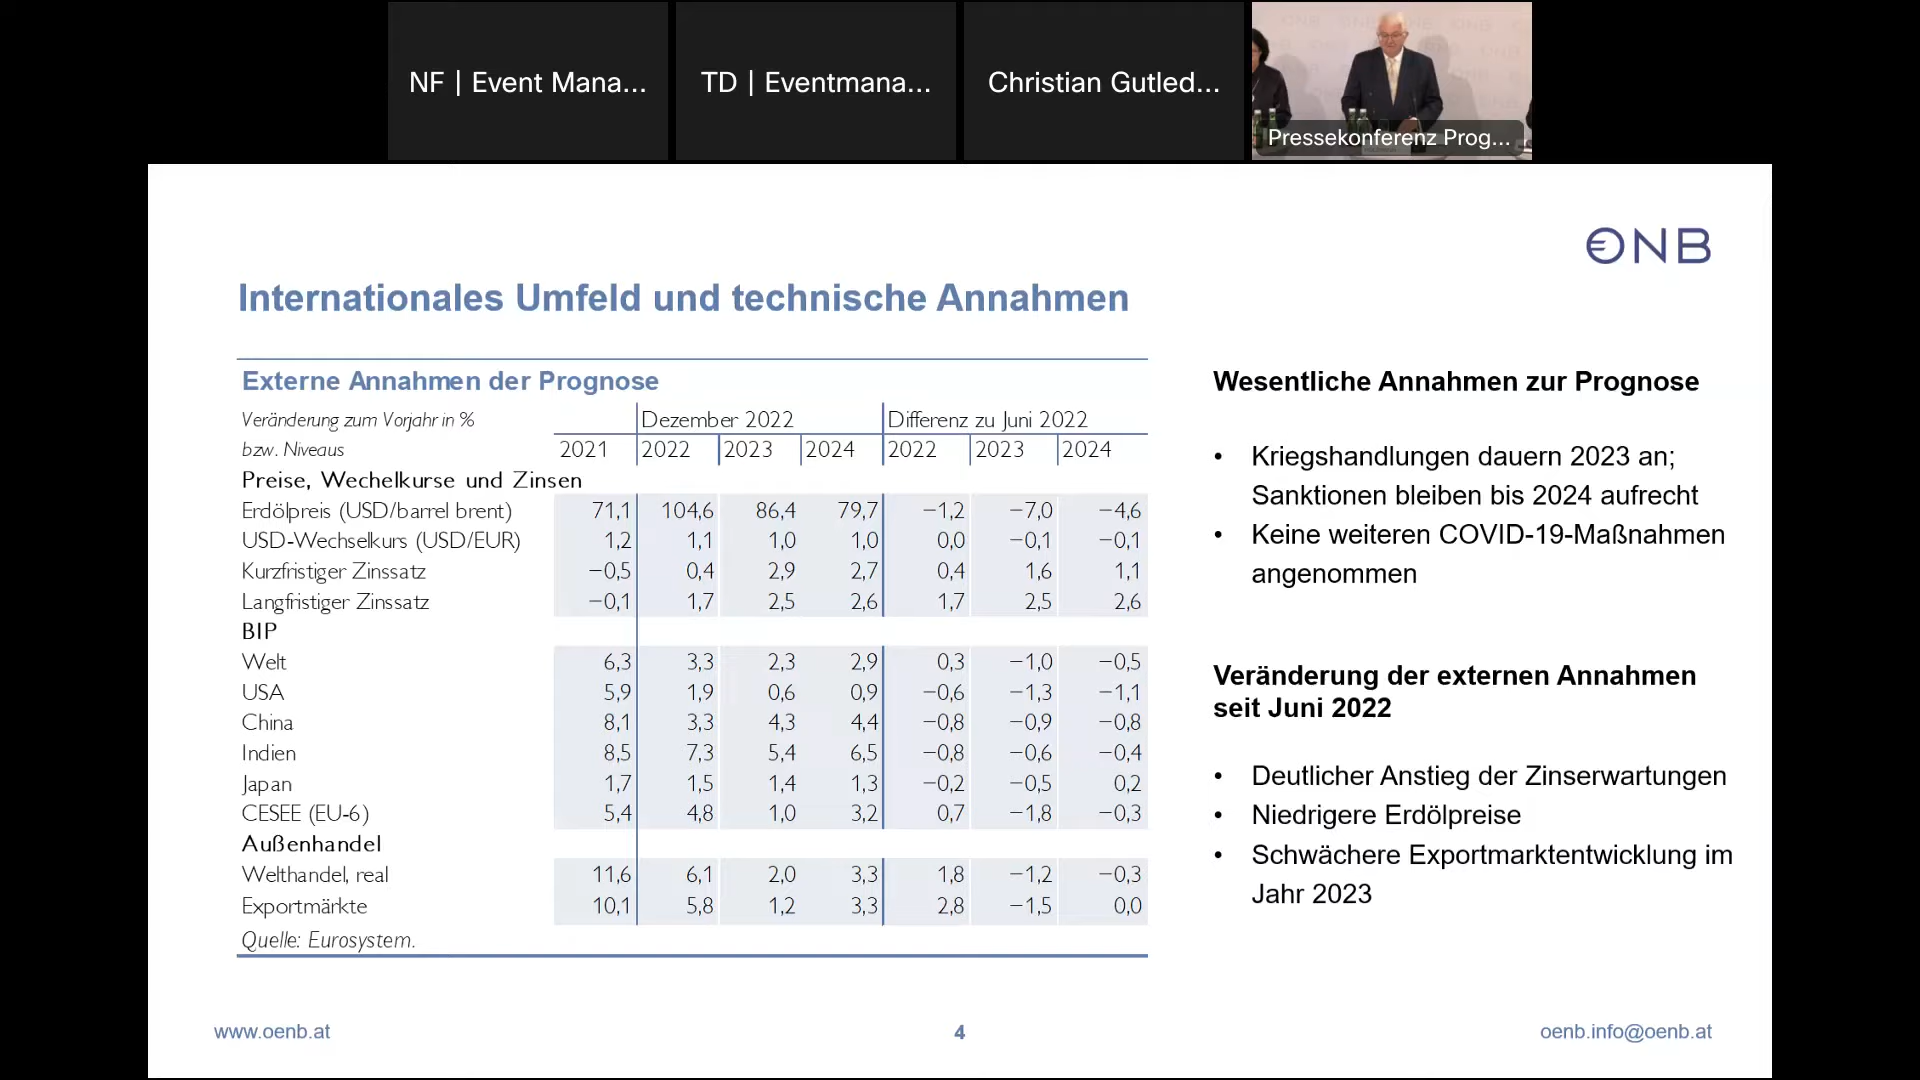 NF | Event Mana...
TD | Eventmana...
Christian Gutled...
Pressekonferenz Prog...
ONB
Internationales Umfeld und technische Annahmen
Externe Annahmen der Prognose
Veränderung zum Vorjahr in % Dezember 2022 Differenz zu Juni 2022
bzw. Niveaus 2021 2022 2023 2024 2022 2023 2024
Preise, Wechelkurse und Zinsen
Erdölpreis (USD/barrel brent) 71,1 104,6 86,4 79,7 −1,2 −7,0 −4,6
USD-Wechselkurs (USD/EUR) 1,2 1,1 1,0 1,0 0,0 −0,1 −0,1
Kurzfristiger Zinssatz −0,5 0,4 2,9 2,7 0,4 1,6 1,1
Langfristiger Zinssatz −0,1 1,7 2,5 2,6 1,7 2,5 2,6
BIP
Welt 6,3 3,3 2,3 2,9 0,3 −1,0 −0,5
USA 5,9 1,9 0,6 0,9 −0,6 −1,3 −1,1
China 8,1 3,3 4,3 4,4 −0,8 −0,9 −0,8
Indien 8,5 7,3 5,4 6,5 −0,8 −0,6 −0,4
Japan 1,7 1,5 1,4 1,3 −0,2 −0,5 0,2
CESEE (EU-6) 5,4 4,8 1,0 3,2 0,7 −1,8 −0,3
Außenhandel
Welthandel, real 11,6 6,1 2,0 3,3 1,8 −1,2 −0,3
Exportmärkte 10,1 5,8 1,2 3,3 2,8 −1,5 0,0
Quelle: Eurosystem.
Wesentliche Annahmen zur Prognose
• Kriegshandlungen dauern 2023 an;
Sanktionen bleiben bis 2024 aufrecht
• Keine weiteren COVID-19-Maßnahmen
angenommen
Veränderung der externen Annahmen
seit Juni 2022
• Deutlicher Anstieg der Zinserwartungen
• Niedrigere Erdölpreise
• Schwächere Exportmarktentwicklung im
Jahr 2023
www.oenb.at
4
oenb.info@oenb.at